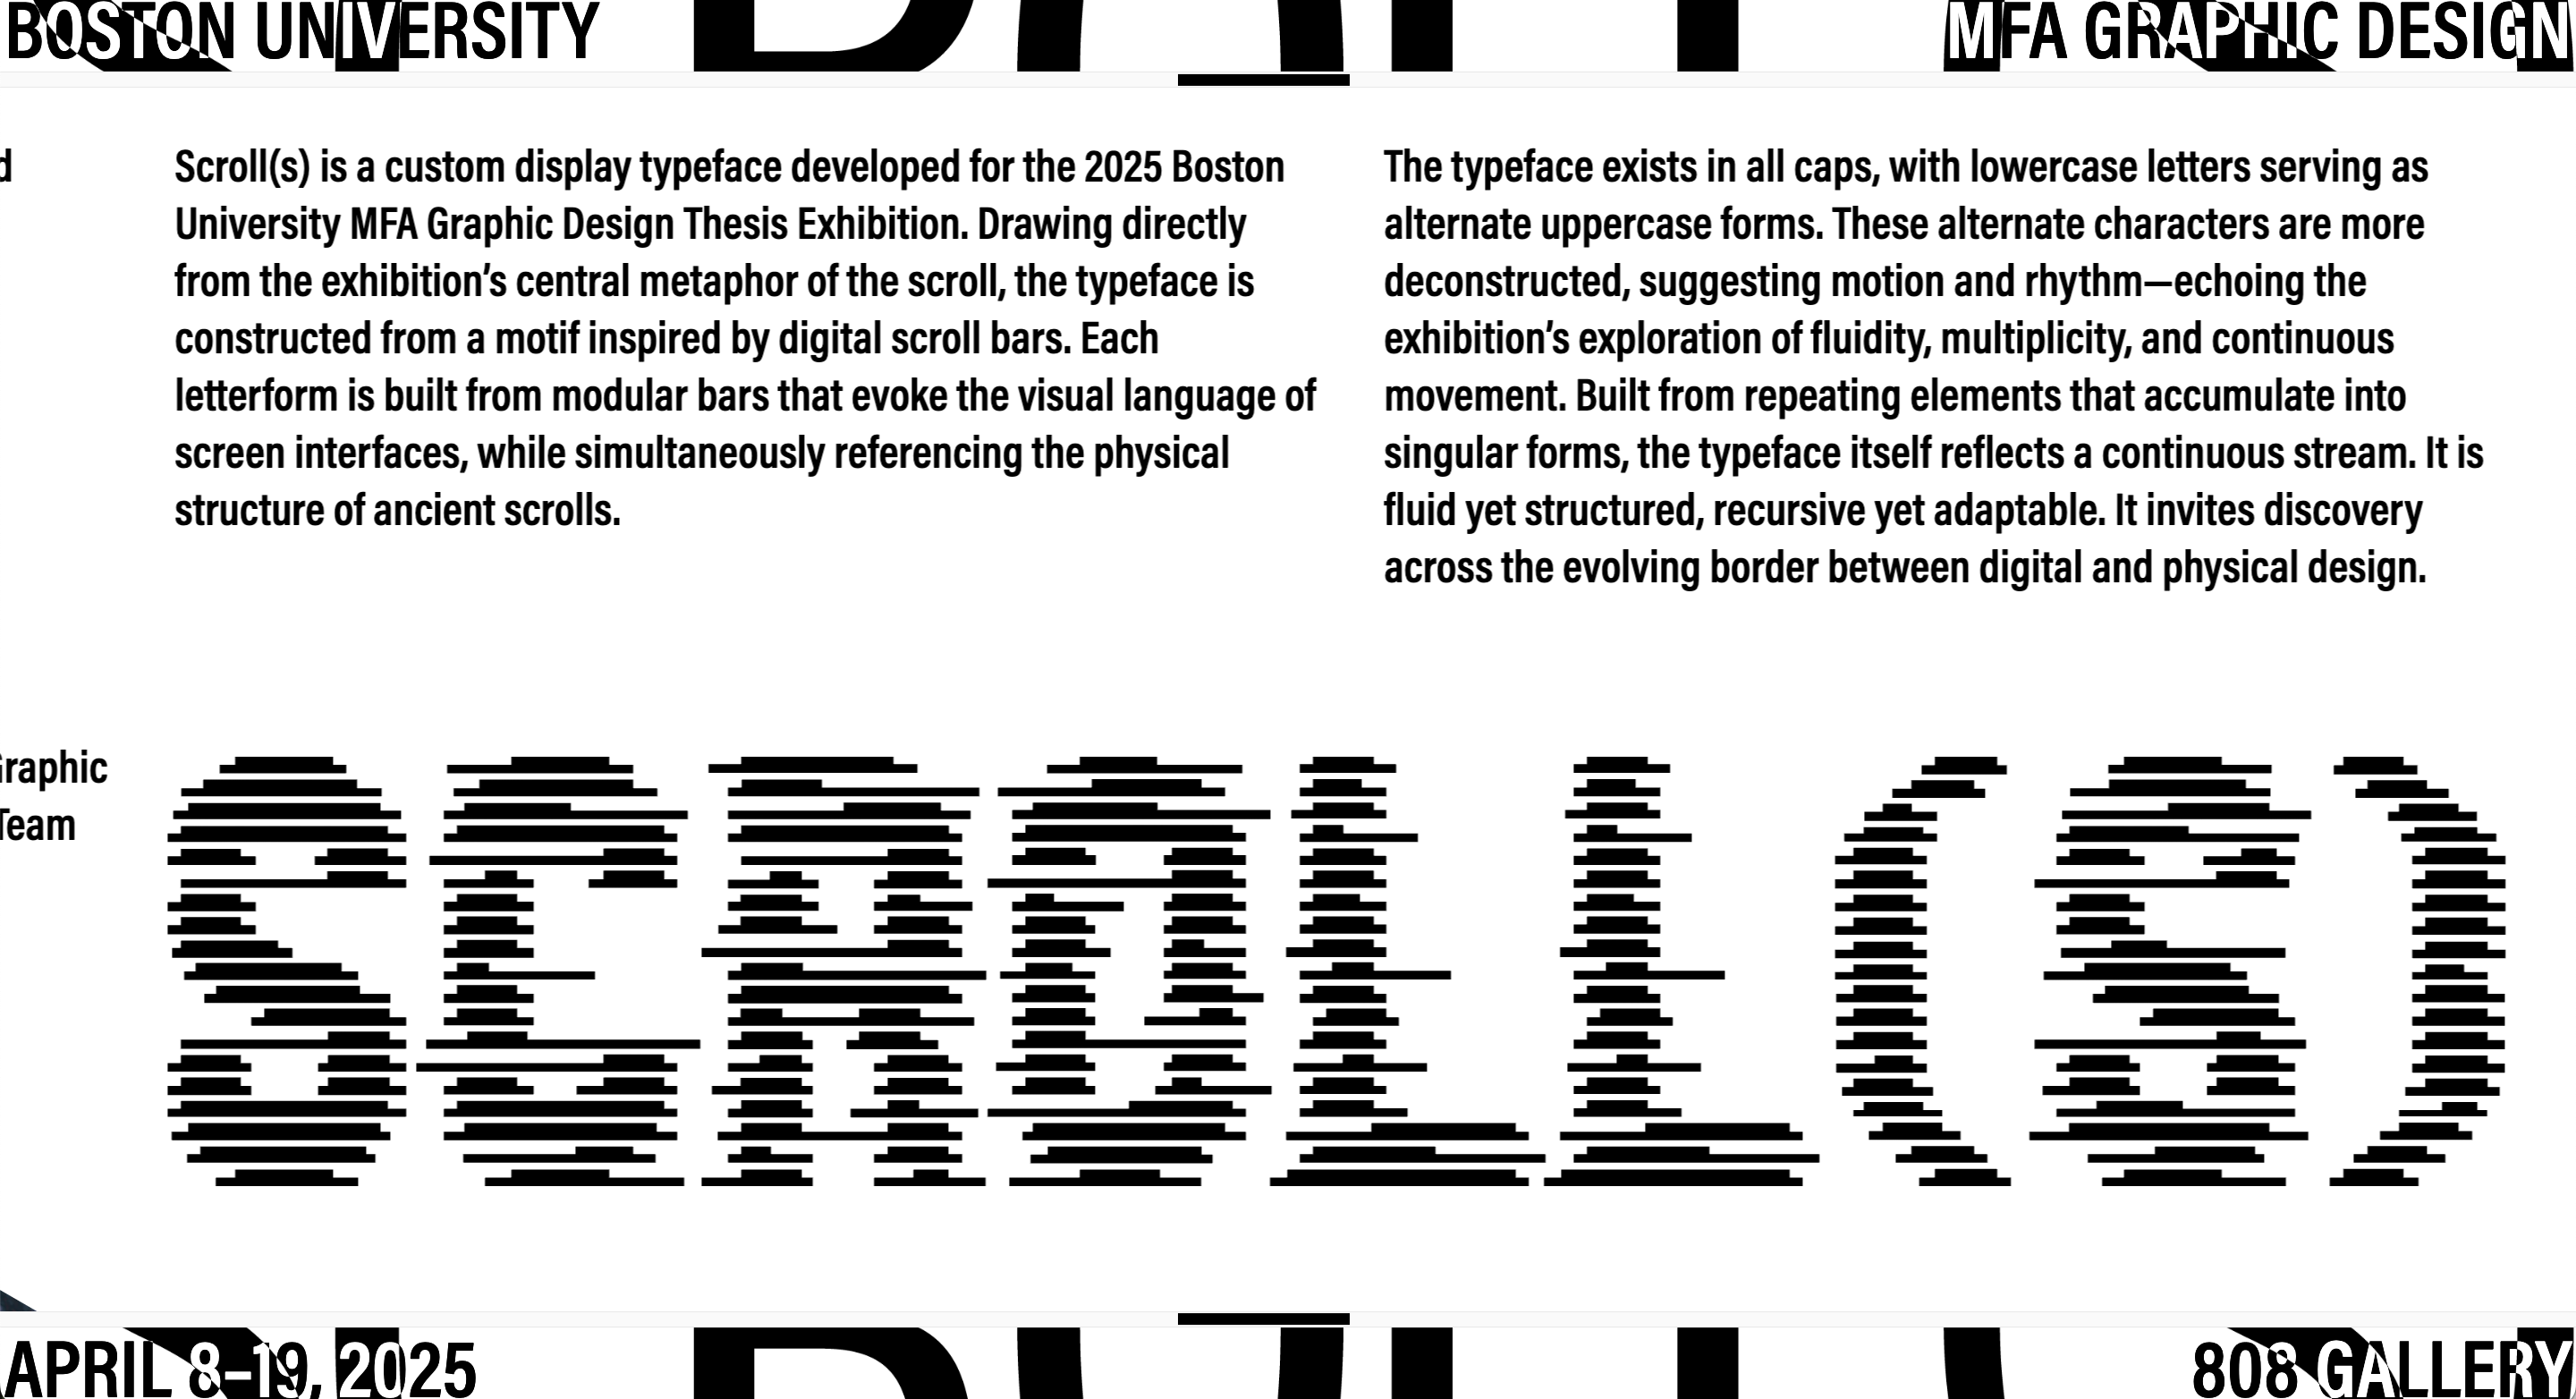 BOSTON UNIVERSITY
MFA GRAPHIC DESIGN
d
Scroll(s) is a custom display typeface developed for the 2025 Boston
University MFA Graphic Design Thesis Exhibition. Drawing directly
from the exhibition’s central metaphor of the scroll, the typeface is
constructed from a motif inspired by digital scroll bars. Each
letterform is built from modular bars that evoke the visual language of
screen interfaces, while simultaneously referencing the physical
structure of ancient scrolls.
The typeface exists in all caps, with lowercase letters serving as
alternate uppercase forms. These alternate characters are more
deconstructed, suggesting motion and rhythm—echoing the
exhibition’s exploration of fluidity, multiplicity, and continuous
movement. Built from repeating elements that accumulate into
singular forms, the typeface itself reflects a continuous stream. It is
fluid yet structured, recursive yet adaptable. It invites discovery
across the evolving border between digital and physical design.
raphic
Team
SCROLL(S)
APRIL 8–19, 2025
808 GALLERY